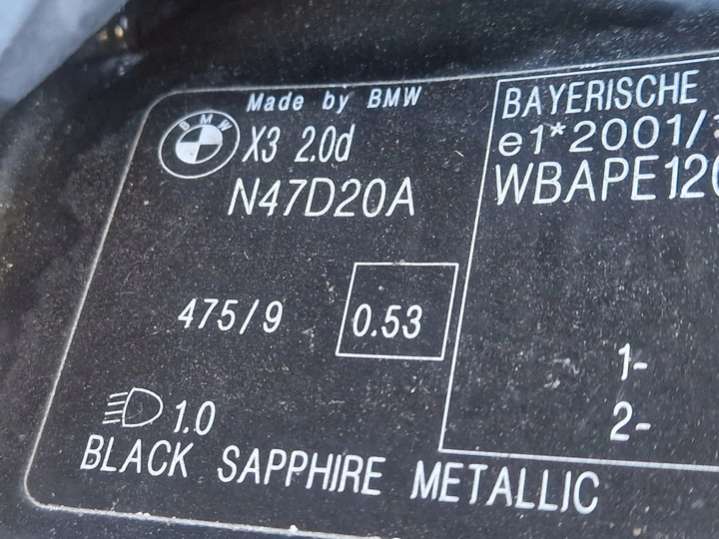 Made by BMW
BMW
X3 2.0d
N47D20A
475/9
0.53
1.0
BLACK SAPPHIRE METALLIC
BAYERISCHE
e1*2001/
WBAPE12
1-
2-